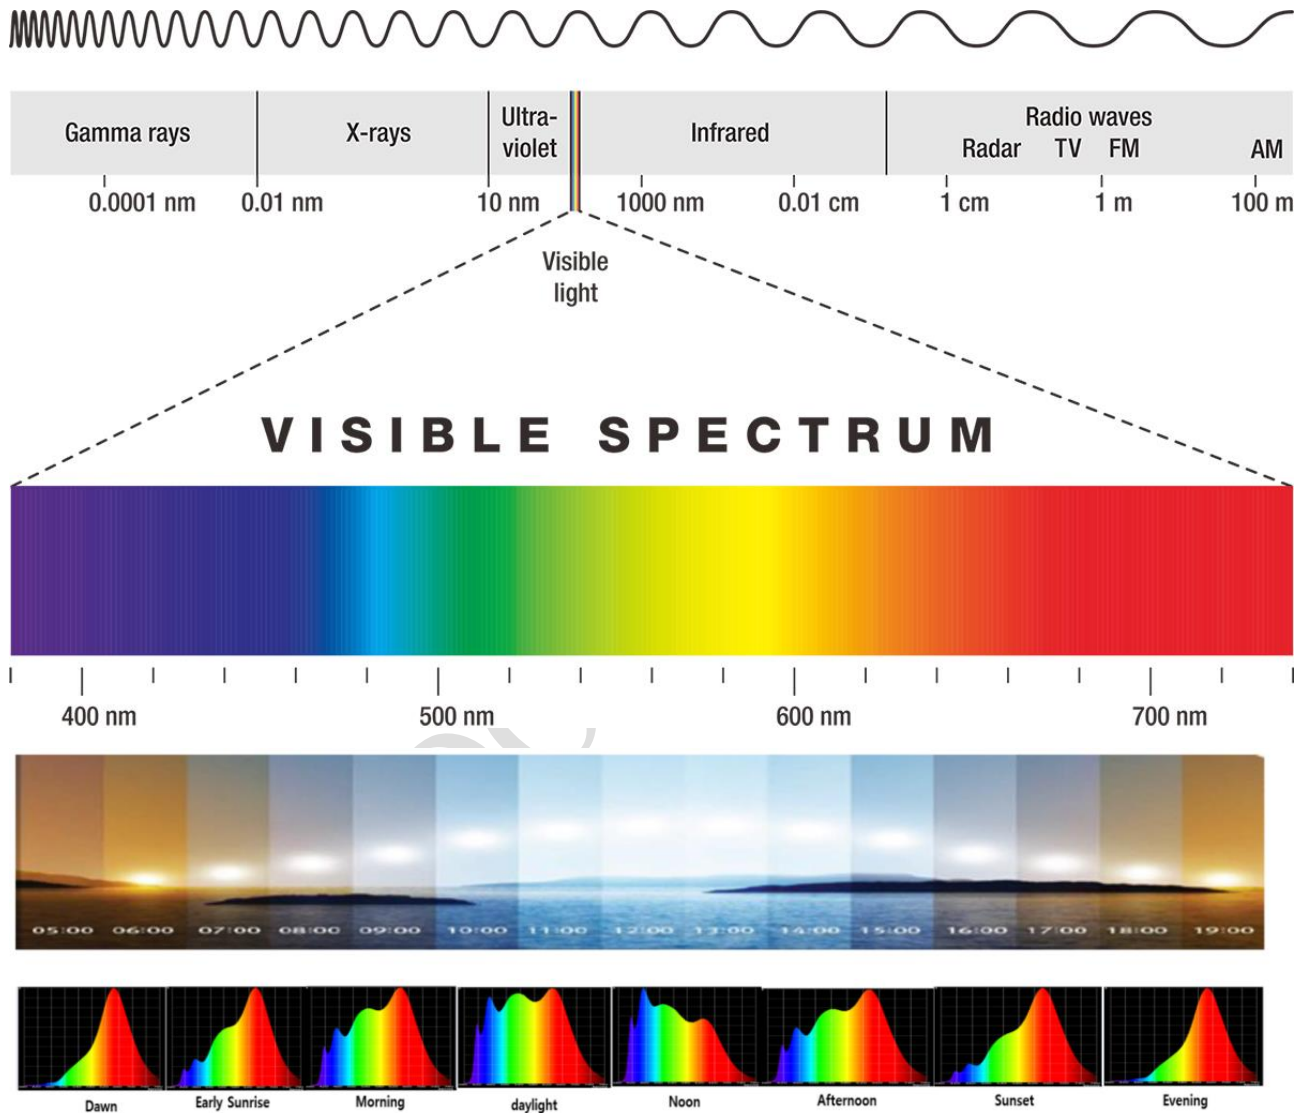 Gamma rays
X-rays
Ultra-
violet
Infrared
Radio waves
Radar TV FM AM
0.0001 nm 0.01 nm 10 nm 1000 nm 0.01 cm 1 cm 1 m 100 m
Visible
light
VISIBLE SPECTRUM
400 nm 500 nm 600 nm 700 nm
05:00 06:00 07:00 08:00 09:00 10:00 11:00 12:00 13:00 14:00 15:00 16:00 17:00 18:00 19:00
Dawn Early Sunrise Morning daylight Noon Afternoon Sunset Evening